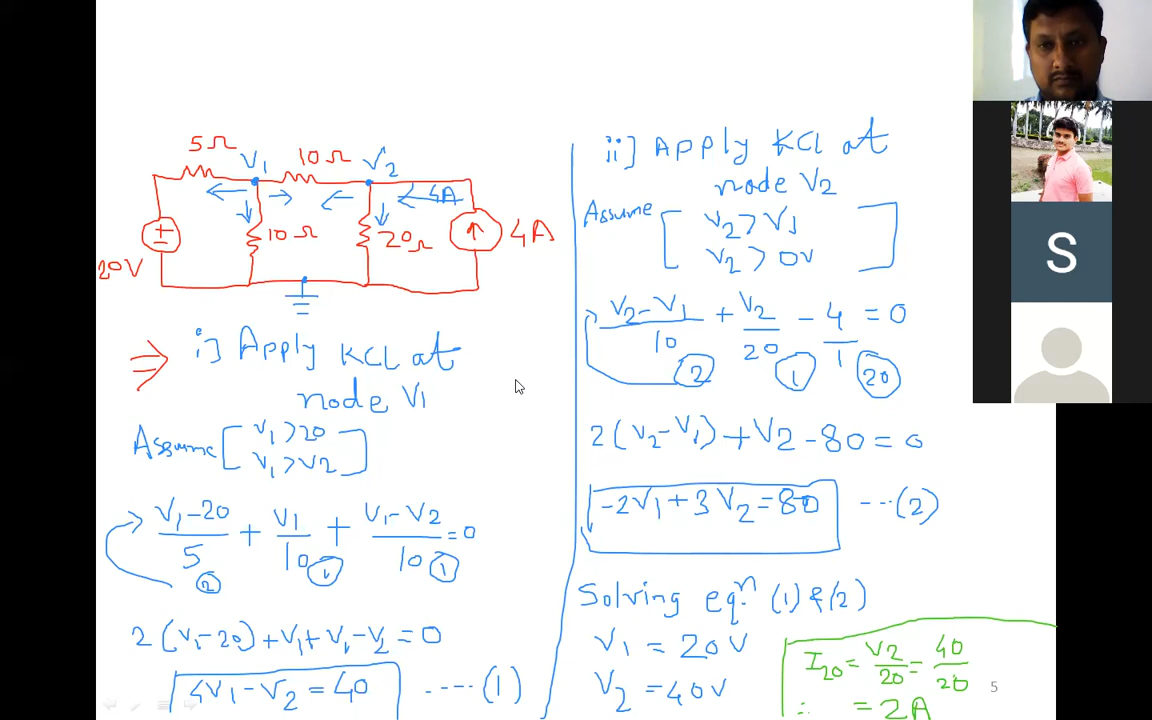 5Ω
V1
10Ω
V2
4A
20V
10Ω
20Ω
4A
⇒ i] Apply KCL at
node V1
Assume [ V1 > 20
V1 > V2 ]
(V1-20)/5 + V1/10 + (V1-V2)/10 = 0
② ① ①
2(V1-20)+V1+V1-V2=0
4V1-V2=40 ----(1)
ii] Apply KCL at
node V2
Assume [ V2 > V1
V2 > 0V ]
(V2-V1)/10 + V2/20 - 4/1 = 0
② ① ⑳
2(V2-V1)+V2-80=0
-2V1+3V2=80 ---(2)
Solving eqn (1) & (2)
V1 = 20V
V2 = 40V
I20 = V2/20 = 40/20
∴ = 2A
5
S